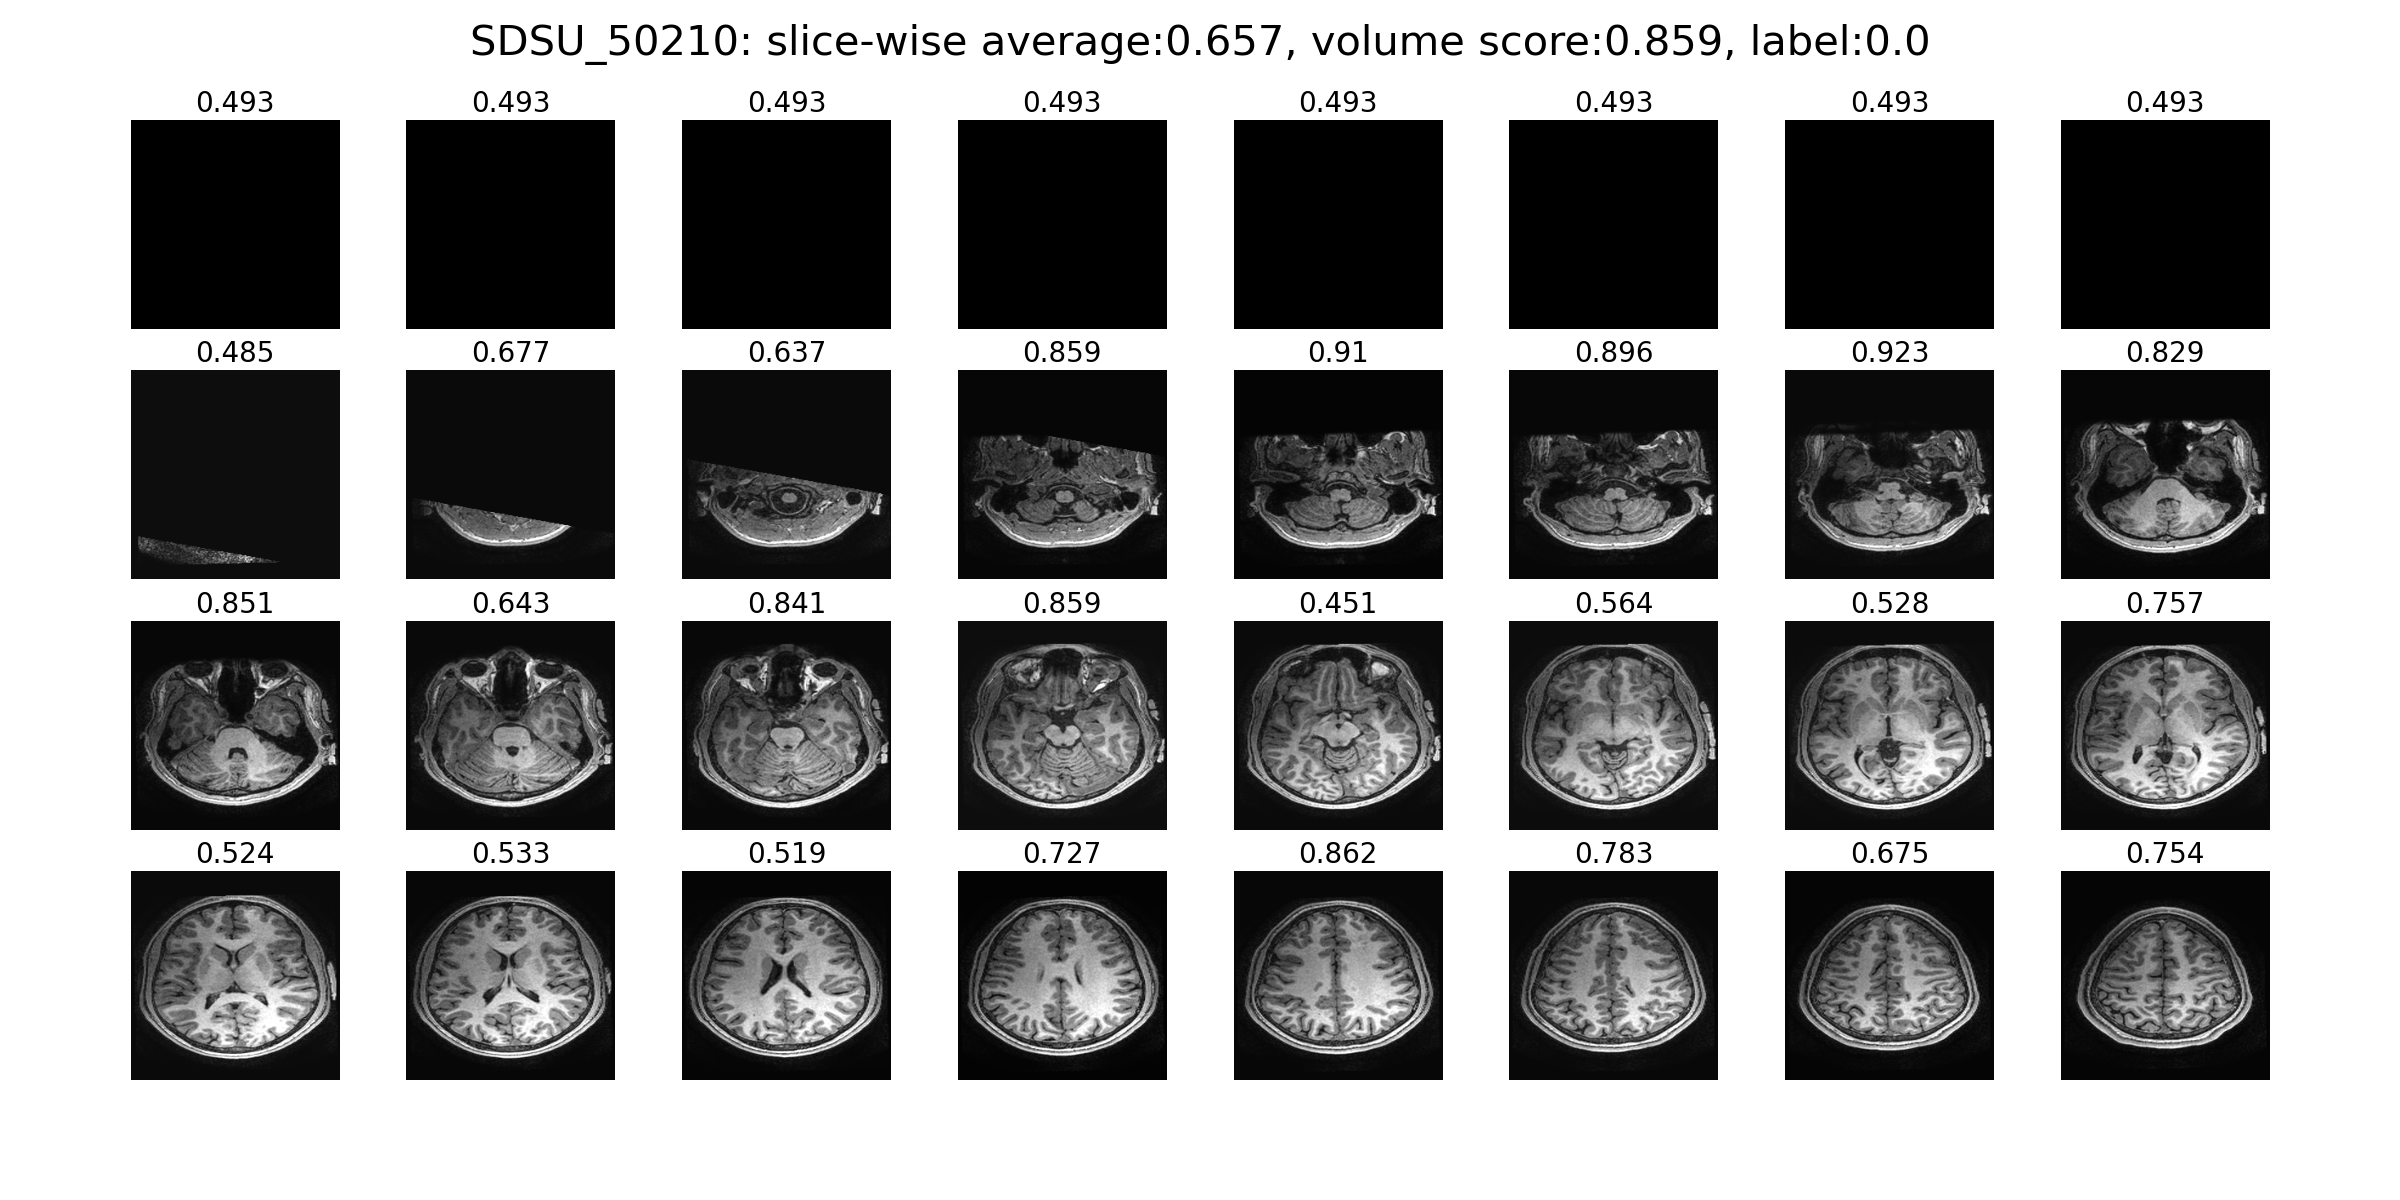 SDSU_50210: slice-wise average:0.657, volume score:0.859, label:0.0
0.493 0.493 0.493 0.493 0.493 0.493 0.493 0.493
0.485 0.677 0.637 0.859 0.91 0.896 0.923 0.829
0.851 0.643 0.841 0.859 0.451 0.564 0.528 0.757
0.524 0.533 0.519 0.727 0.862 0.783 0.675 0.754